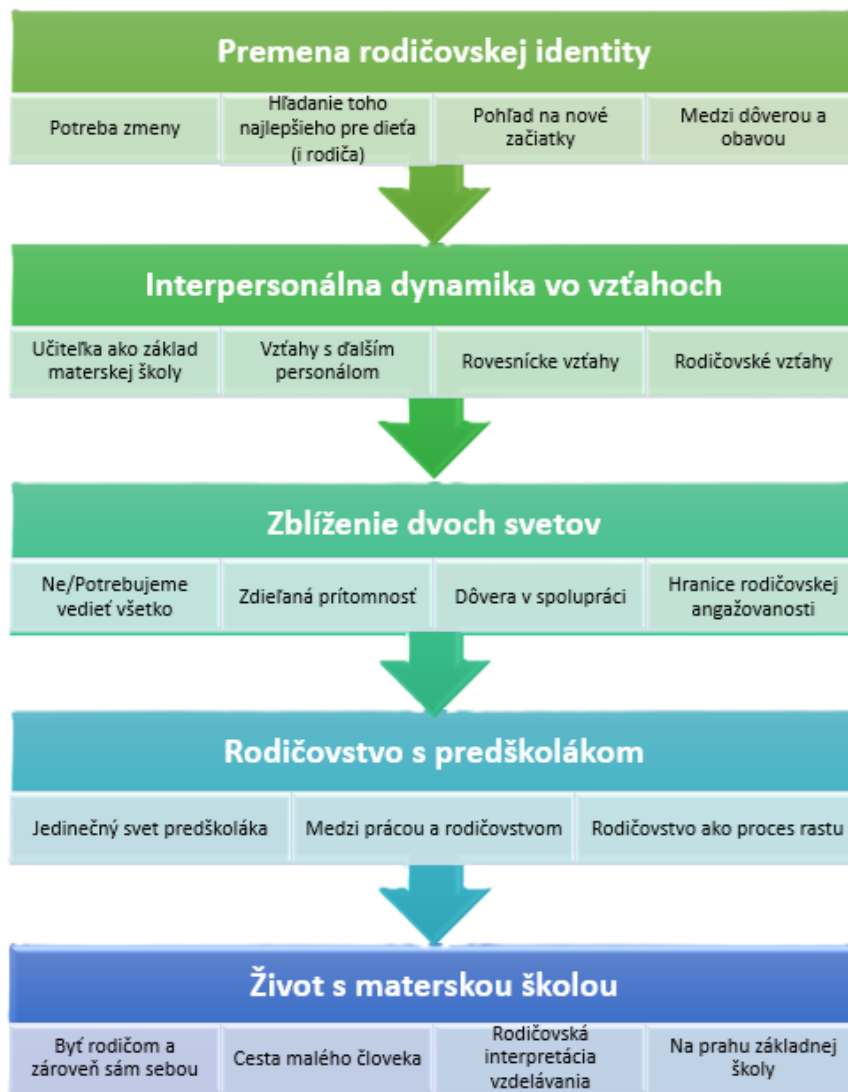 Premena rodičovskej identity
Potreba zmeny
Hľadanie toho
najlepšieho pre dieťa
(i rodiča)
Pohľad na nové
začiatky
Medzi dôverou a
obavou
Interpersonálna dynamika vo vzťahoch
Učiteľka ako základ
materskej školy
Vzťahy s ďalším
personálom
Rovesnícke vzťahy
Rodičovské vzťahy
Zblíženie dvoch svetov
Ne/Potrebujeme
vedieť všetko
Zdieľaná prítomnosť
Dôvera v spolupráci
Hranice rodičovskej
angažovanosti
Rodičovstvo s predškolákom
Jedinečný svet predškoláka
Medzi prácou a rodičovstvom
Rodičovstvo ako proces rastu
Život s materskou školou
Byť rodičom a
zároveň sám sebou
Cesta malého človeka
Rodičovská
interpretácia
vzdelávania
Na prahu základnej
školy